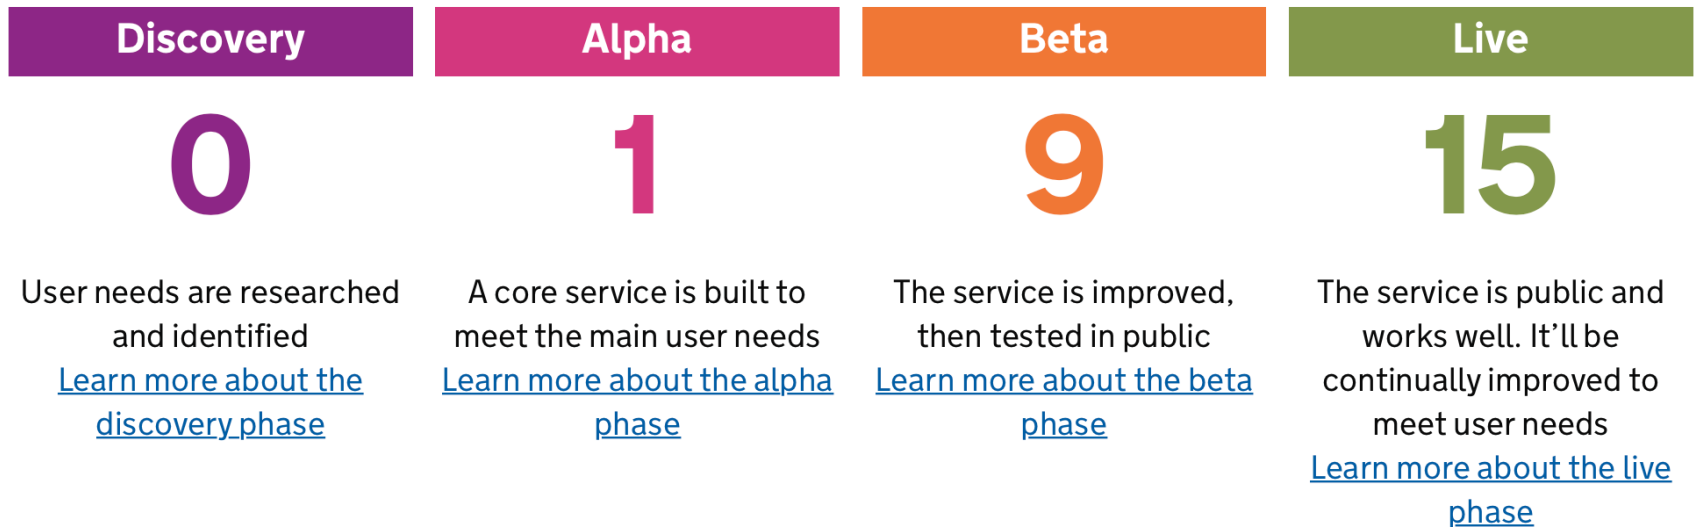 Discovery
0
User needs are researched
and identified
Learn more about the
discovery phase
Alpha
1
A core service is built to
meet the main user needs
Learn more about the alpha
phase
Beta
9
The service is improved,
then tested in public
Learn more about the beta
phase
Live
15
The service is public and
works well. It’ll be
continually improved to
meet user needs
Learn more about the live
phase